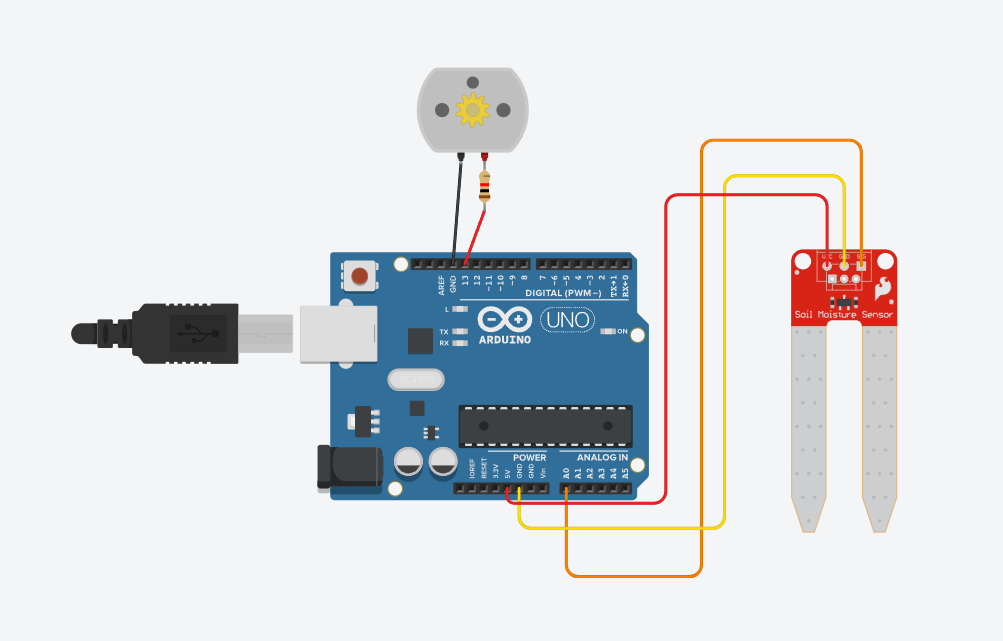 AREF
GND
13
12
~11
~10
~9
8
7
~6
~5
4
~3
2
TX→1
RX←0
DIGITAL (PWM~)
L
TX
RX
UNO
ARDUINO
ON
POWER
ANALOG IN
IOREF
RESET
3.3V
5V
GND
GND
Vin
A0
A1
A2
A3
A4
A5
VCC GND SIG
Soil Moisture Sensor